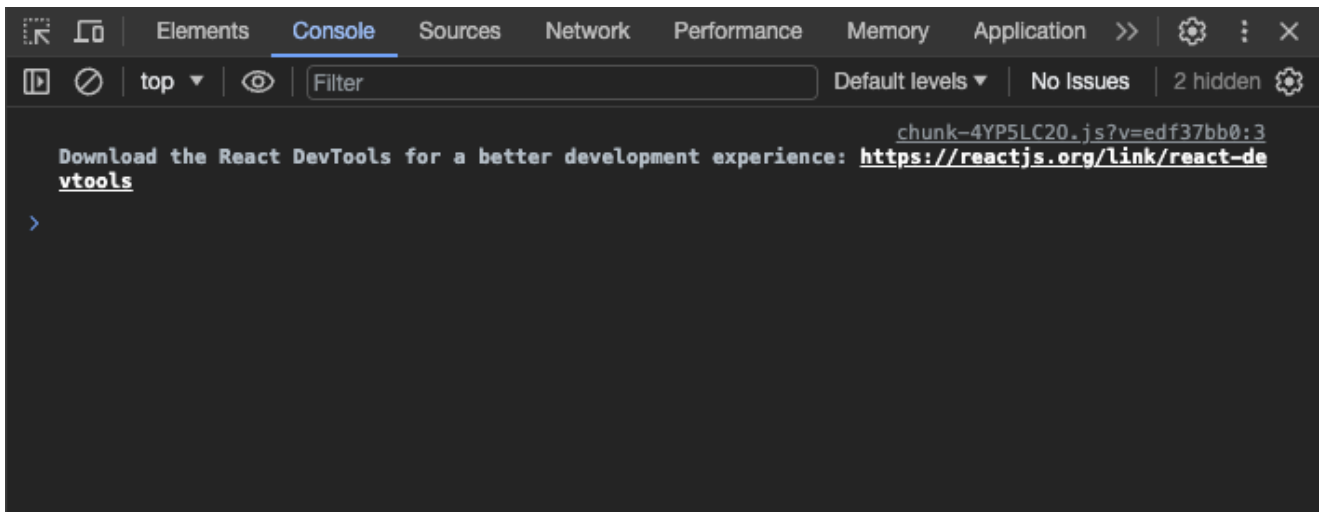 Elements Console Sources Network Performance Memory Application
top Filter Default levels No Issues 2 hidden
chunk-4YP5LC2O.js?v=edf37bb0:3
Download the React DevTools for a better development experience: https://reactjs.org/link/react-de
vtools